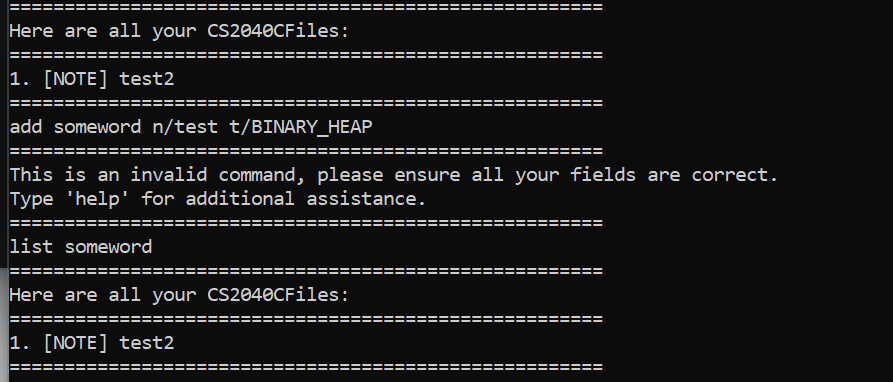 ======================================================
Here are all your CS2040CFiles:
======================================================
1. [NOTE] test2
======================================================
add someword n/test t/BINARY_HEAP
======================================================
This is an invalid command, please ensure all your fields are correct.
Type 'help' for additional assistance.
======================================================
list someword
======================================================
Here are all your CS2040CFiles:
======================================================
1. [NOTE] test2
======================================================